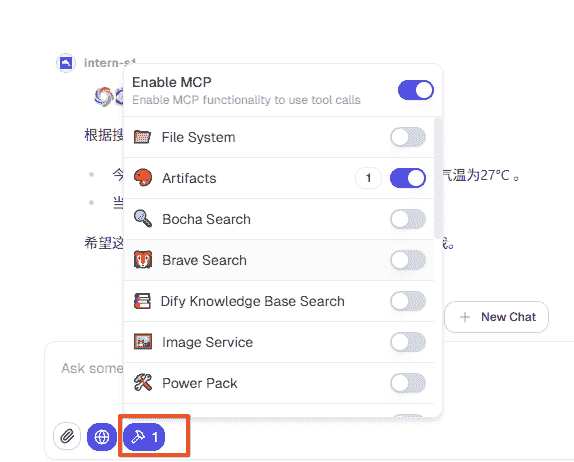 intern-s1
Enable MCP
Enable MCP functionality to use tool calls
根据搜
File System
今
Artifacts
1
气温为27°C 。
当
Bocha Search
希望这
Brave Search
Dify Knowledge Base Search
New Chat
Image Service
Ask some
Power Pack
1